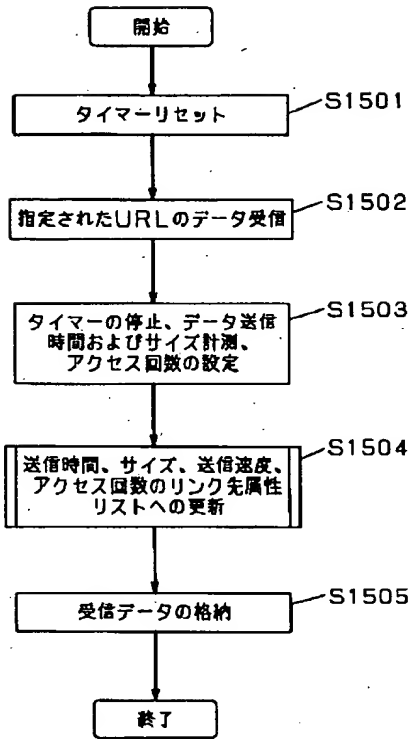 開始
タイマーリセット
S1501
指定されたURLのデータ受信
S1502
タイマーの停止、データ送信
時間およびサイズ計測、
アクセス回数の設定
S1503
送信時間、サイズ、送信速度、
アクセス回数のリンク先属性
リストへの更新
S1504
受信データの格納
S1505
終了